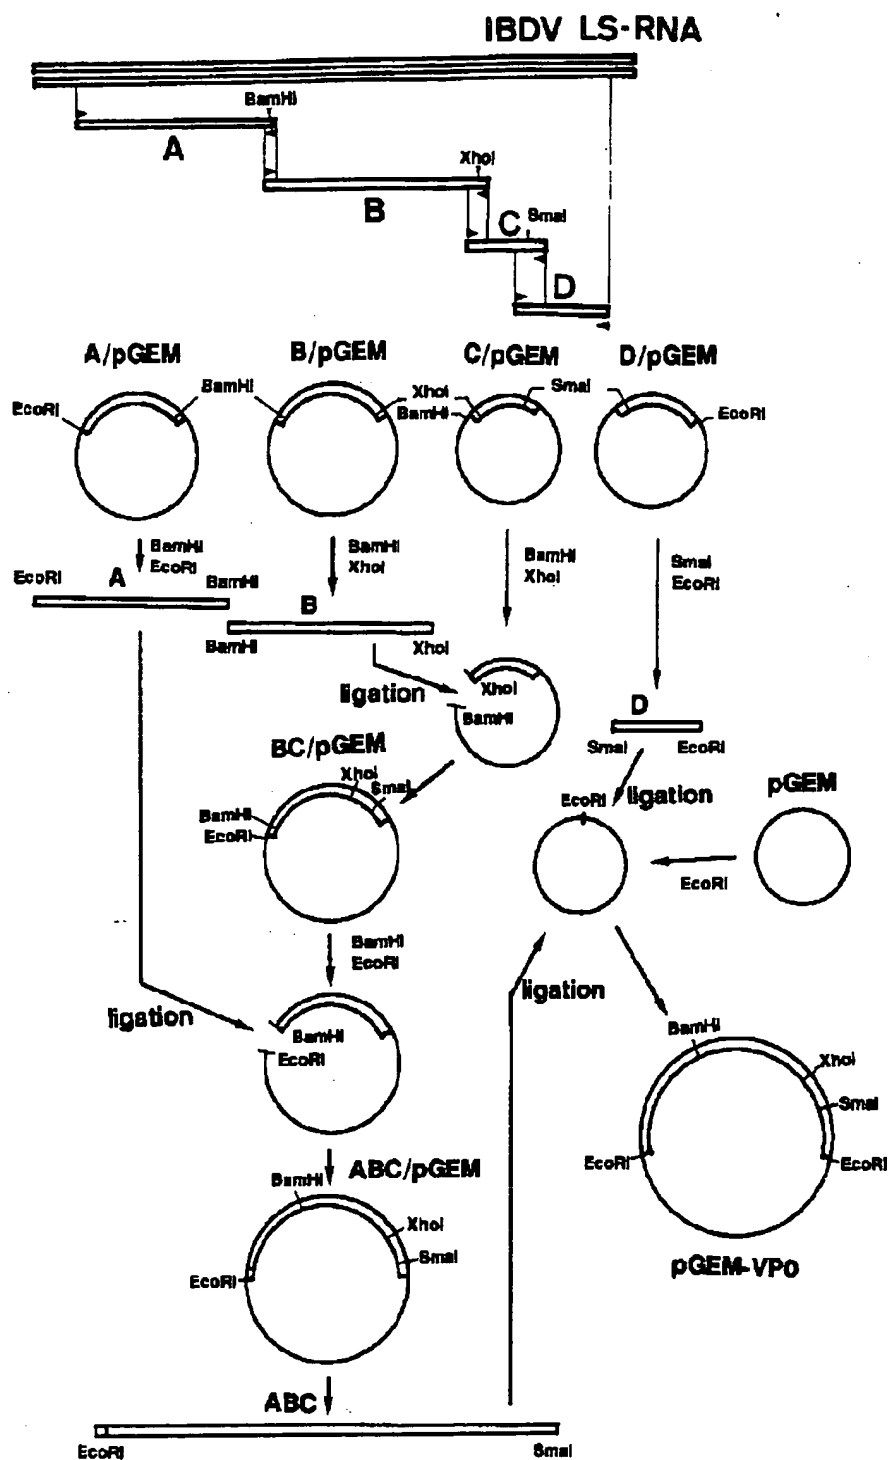 IBDV LS-RNA
BamHI
A
XhoI
B
C SmaI
D
A/pGEM
B/pGEM
C/pGEM
D/pGEM
EcoRI
BamHI
XhoI
BamHI
SmaI
EcoRI
BamHI
EcoRI
BamHI
XhoI
BamHI
XhoI
SmaI
EcoRI
EcoRI
A
BamHI
B
BamHI
XhoI
ligation
XhoI
BamHI
D
SmaI
EcoRI
BC/pGEM
XhoI
SmaI
BamHI
EcoRI
EcoRI
ligation
pGEM
EcoRI
BamHI
EcoRI
ligation
BamHI
EcoRI
ligation
BamHI
XhoI
SmaI
EcoRI
EcoRI
pGEM-VP0
ABC/pGEM
BamHI
XhoI
SmaI
EcoRI
ABC
EcoRI
SmaI